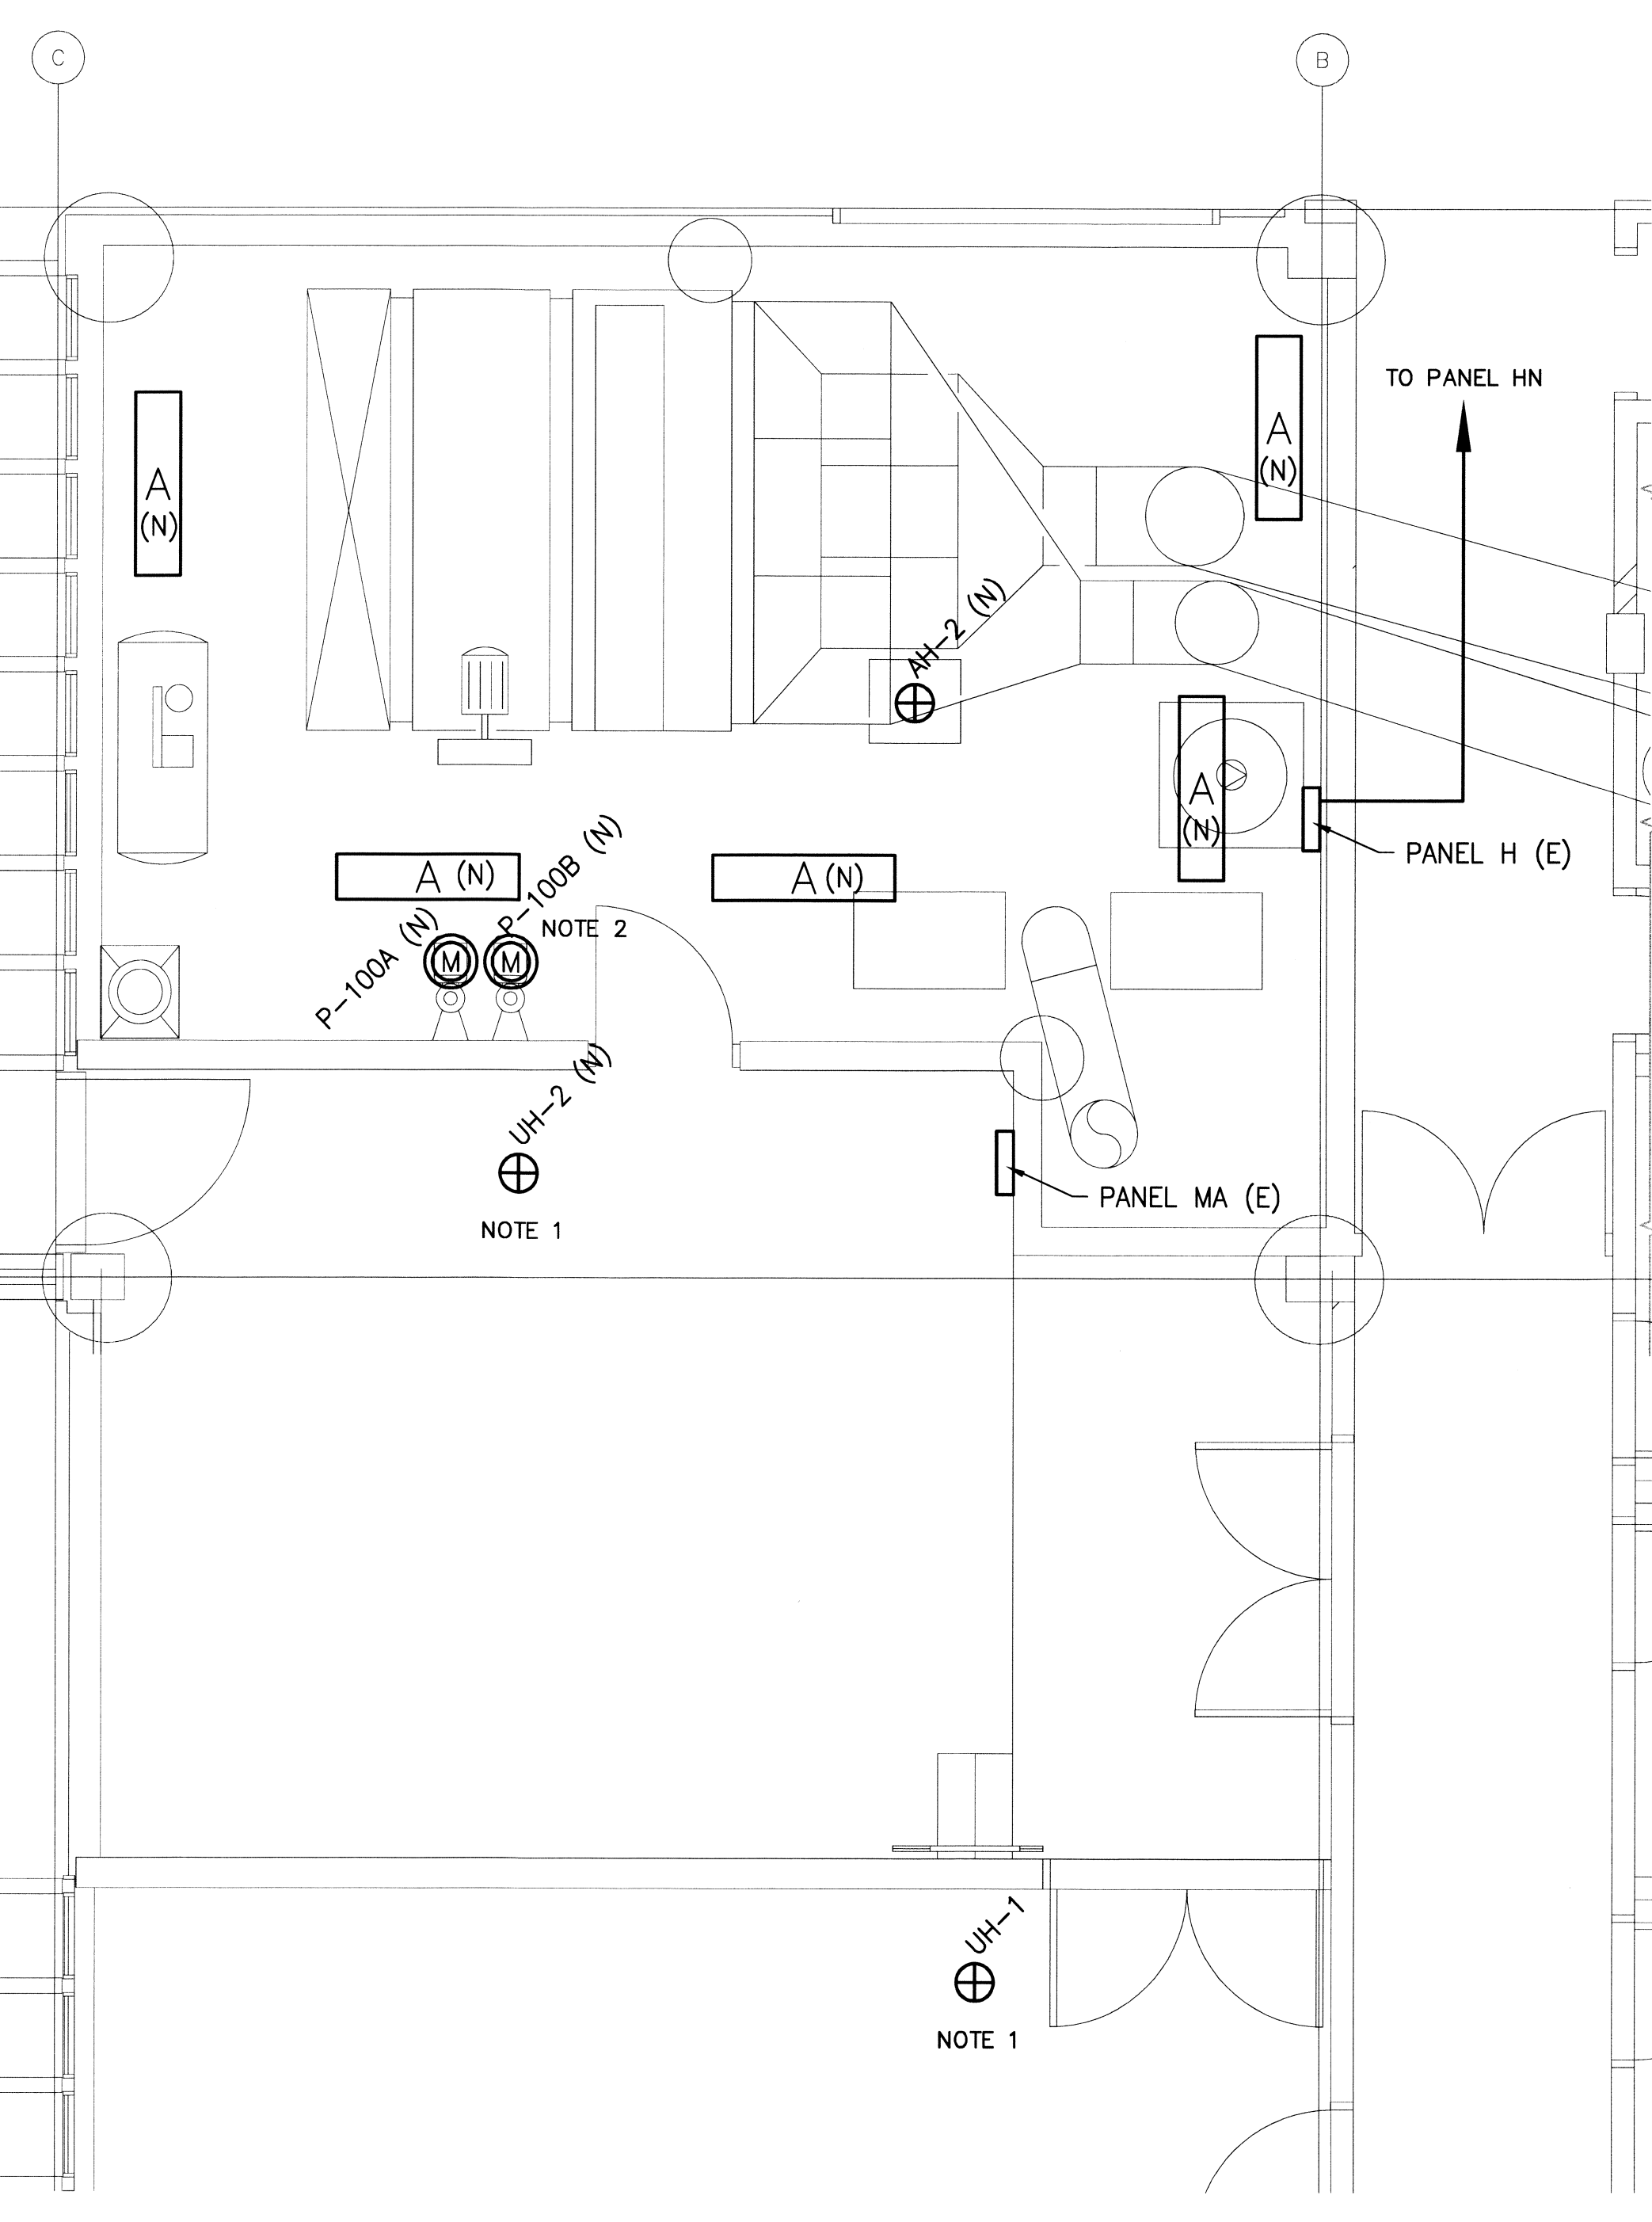 C
B
TO PANEL HN
A
(N)
A
(N)
AH-2 (N)
A
(N)
PANEL H (E)
A (N)
A (N)
P-100B (N)
P-100A (N)
NOTE 2
M
M
UH-2 (N)
NOTE 1
PANEL MA (E)
UH-1
NOTE 1